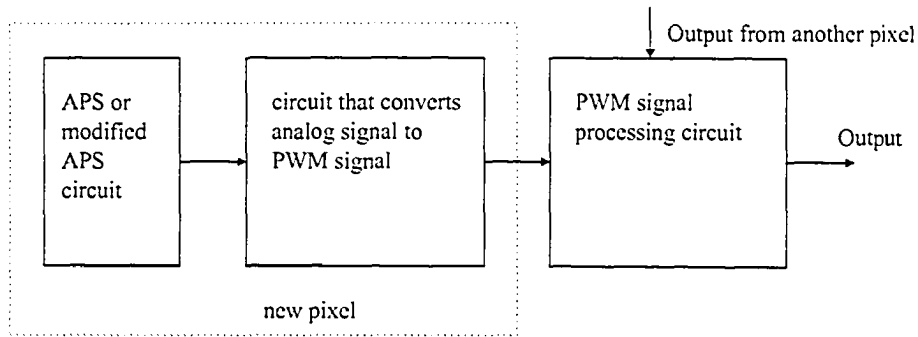 Output from another pixel
APS or
modified
APS
circuit
circuit that converts
analog signal to
PWM signal
PWM signal
processing circuit
Output
new pixel